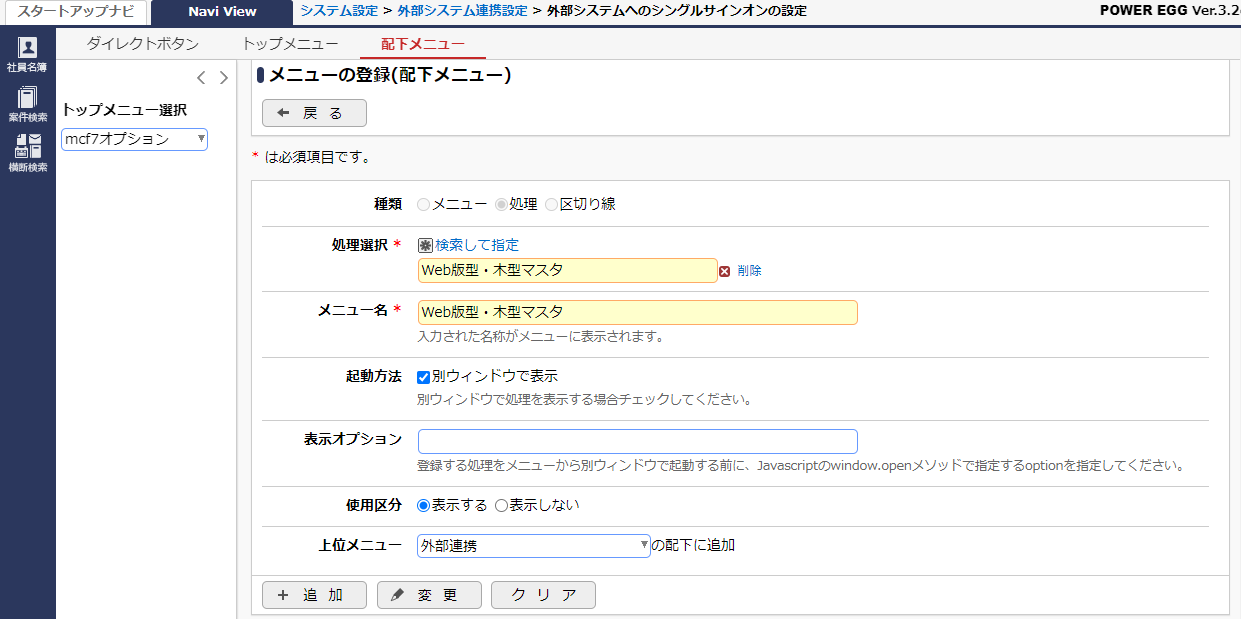 スタートアップナビ Navi View システム設定 > 外部システム連携設定 > 外部システムへのシングルサインオンの設定 POWER EGG Ver.3.2
社員名簿
案件検索
横断検索
ダイレクトボタン トップメニュー 配下メニュー
トップメニュー選択
mcf7オプション
メニューの登録(配下メニュー)
戻 る
* は必須項目です。
種類 メニュー 処理 区切り線
処理選択 * 検索して指定
Web版型・木型マスタ 削除
メニュー名 * Web版型・木型マスタ
入力された名称がメニューに表示されます。
起動方法 別ウィンドウで表示
別ウィンドウで処理を表示する場合チェックしてください。
表示オプション
登録する処理をメニューから別ウィンドウで起動する前に、Javascriptのwindow.openメソッドで指定するoptionを指定してください。
使用区分 表示する 表示しない
上位メニュー 外部連携 の配下に追加
追 加 変 更 ク リ ア